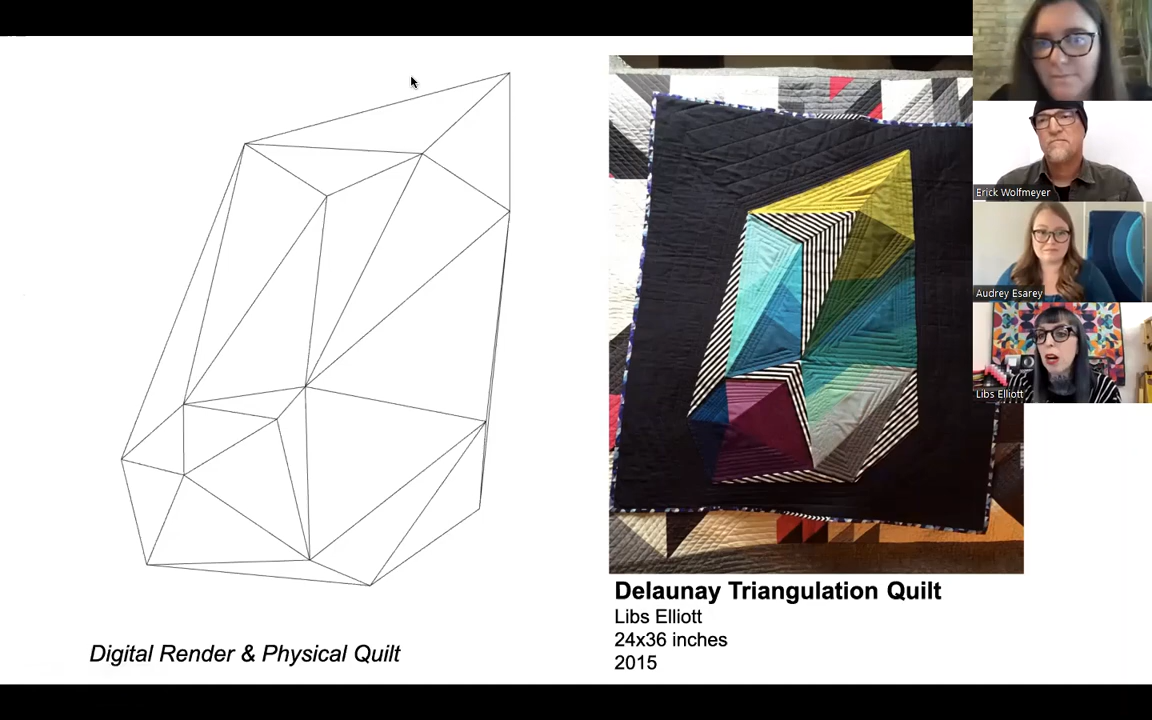 Erick Wolfmeyer
Audrey Esarey
Libs Elliott
Delaunay Triangulation Quilt
Libs Elliott
24x36 inches
2015
Digital Render & Physical Quilt